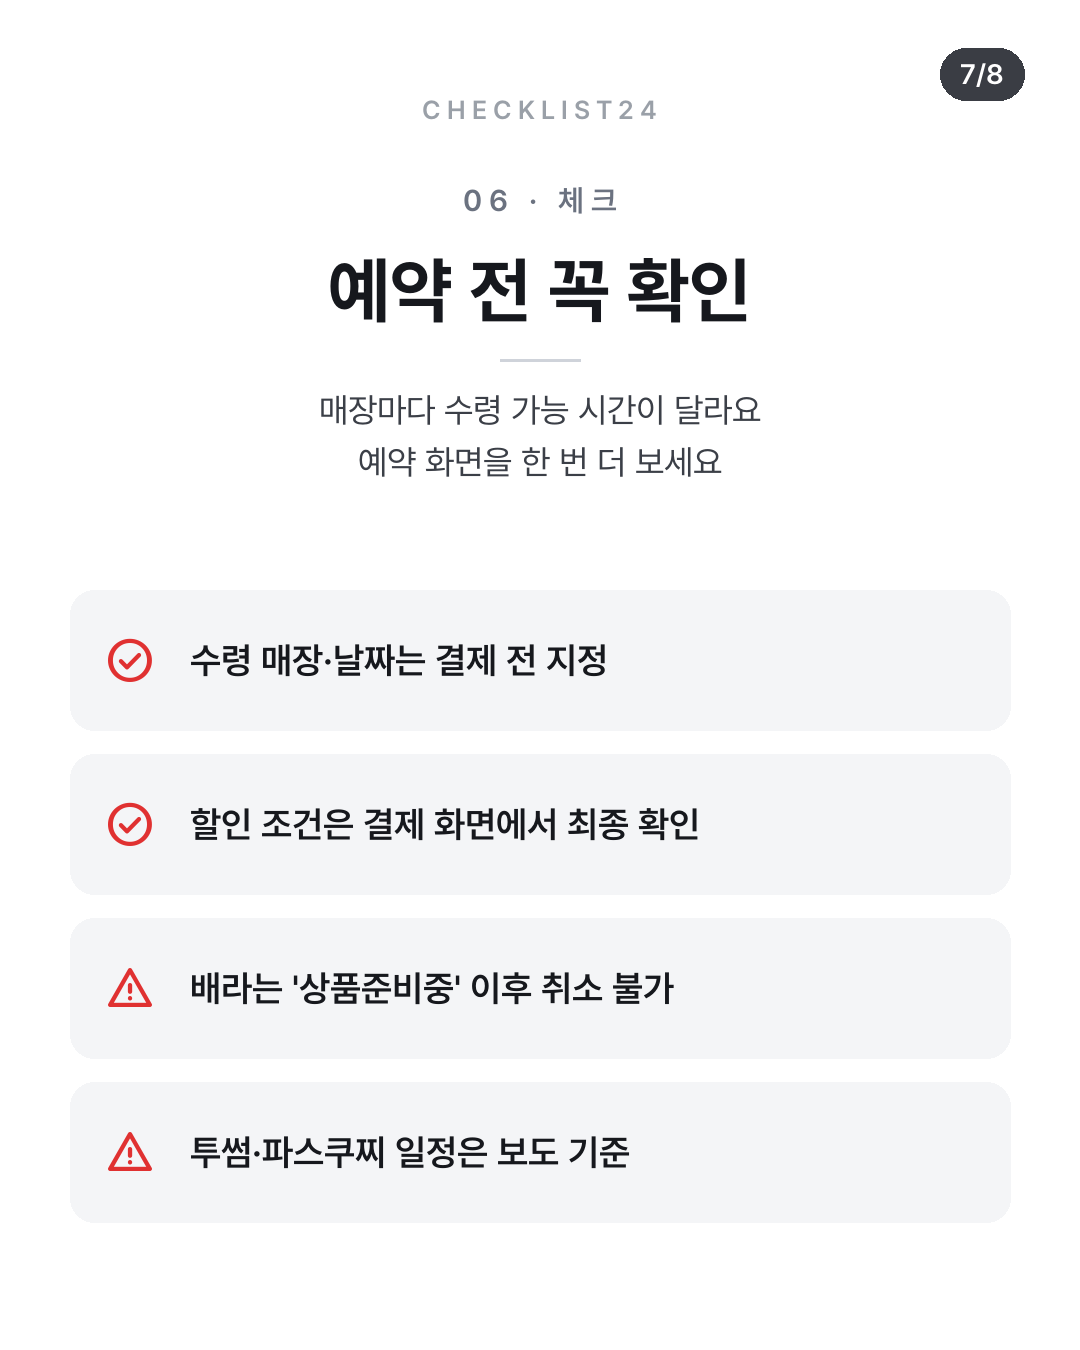 7/8
CHECKLIST24
06 · 체크
예약 전 꼭 확인
매장마다 수령 가능 시간이 달라요
예약 화면을 한 번 더 보세요
수령 매장·날짜는 결제 전 지정
할인 조건은 결제 화면에서 최종 확인
배라는 '상품준비중' 이후 취소 불가
투썸·파스쿠찌 일정은 보도 기준